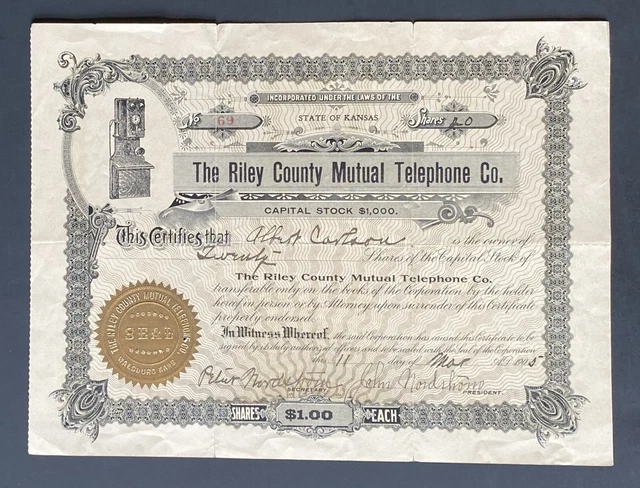 INCORPORATED UNDER THE LAWS OF THE
STATE OF KANSAS
No 69
Shares 20
The Riley County Mutual Telephone Co.
CAPITAL STOCK $1,000.
This Certifies that Albert Carlson is the owner of
Twenty Shares of the Capital Stock of
The Riley County Mutual Telephone Co.
transferable only on the books of the Corporation by the holder
hereof in person or by Attorney upon surrender of this Certificate
properly endorsed.
In Witness Whereof, the said Corporation has caused this Certificate to be
signed by its duly authorized officers and to be sealed with the Seal of the Corporation
this 11 day of Mar A.D. 1903
Peter John Nordstrom
SECRETARY. PRESIDENT.
THE RILEY COUNTY MUTUAL TELEPHONE CO.
SEAL
WALSBURG KANS
SHARES $1.00 EACH